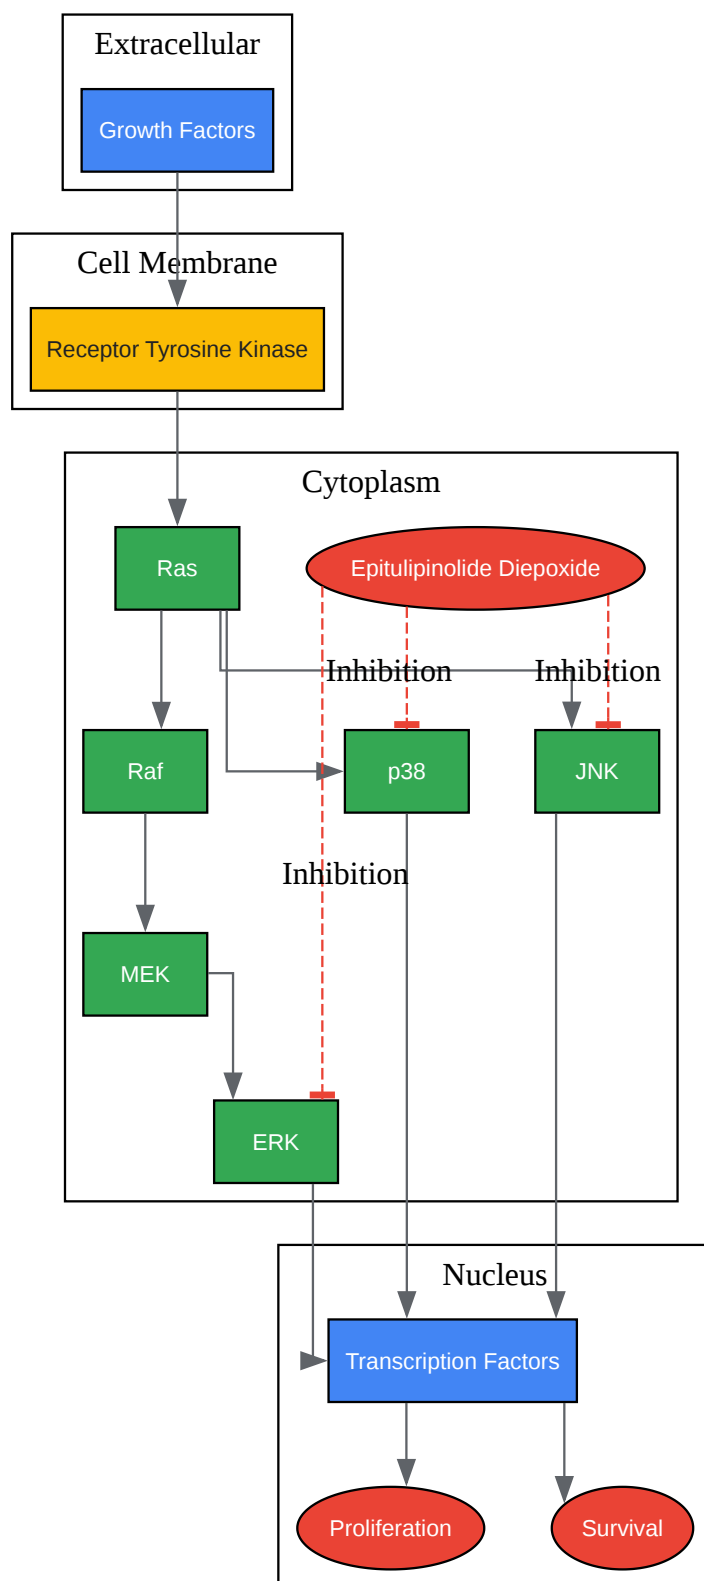 Extracellular
Growth Factors
Cell Membrane
Receptor Tyrosine Kinase
Cytoplasm
Ras
Epitulipinolide Diepoxide
Inhibition
Inhibition
Raf
p38
JNK
Inhibition
MEK
ERK
Nucleus
Transcription Factors
Proliferation
Survival